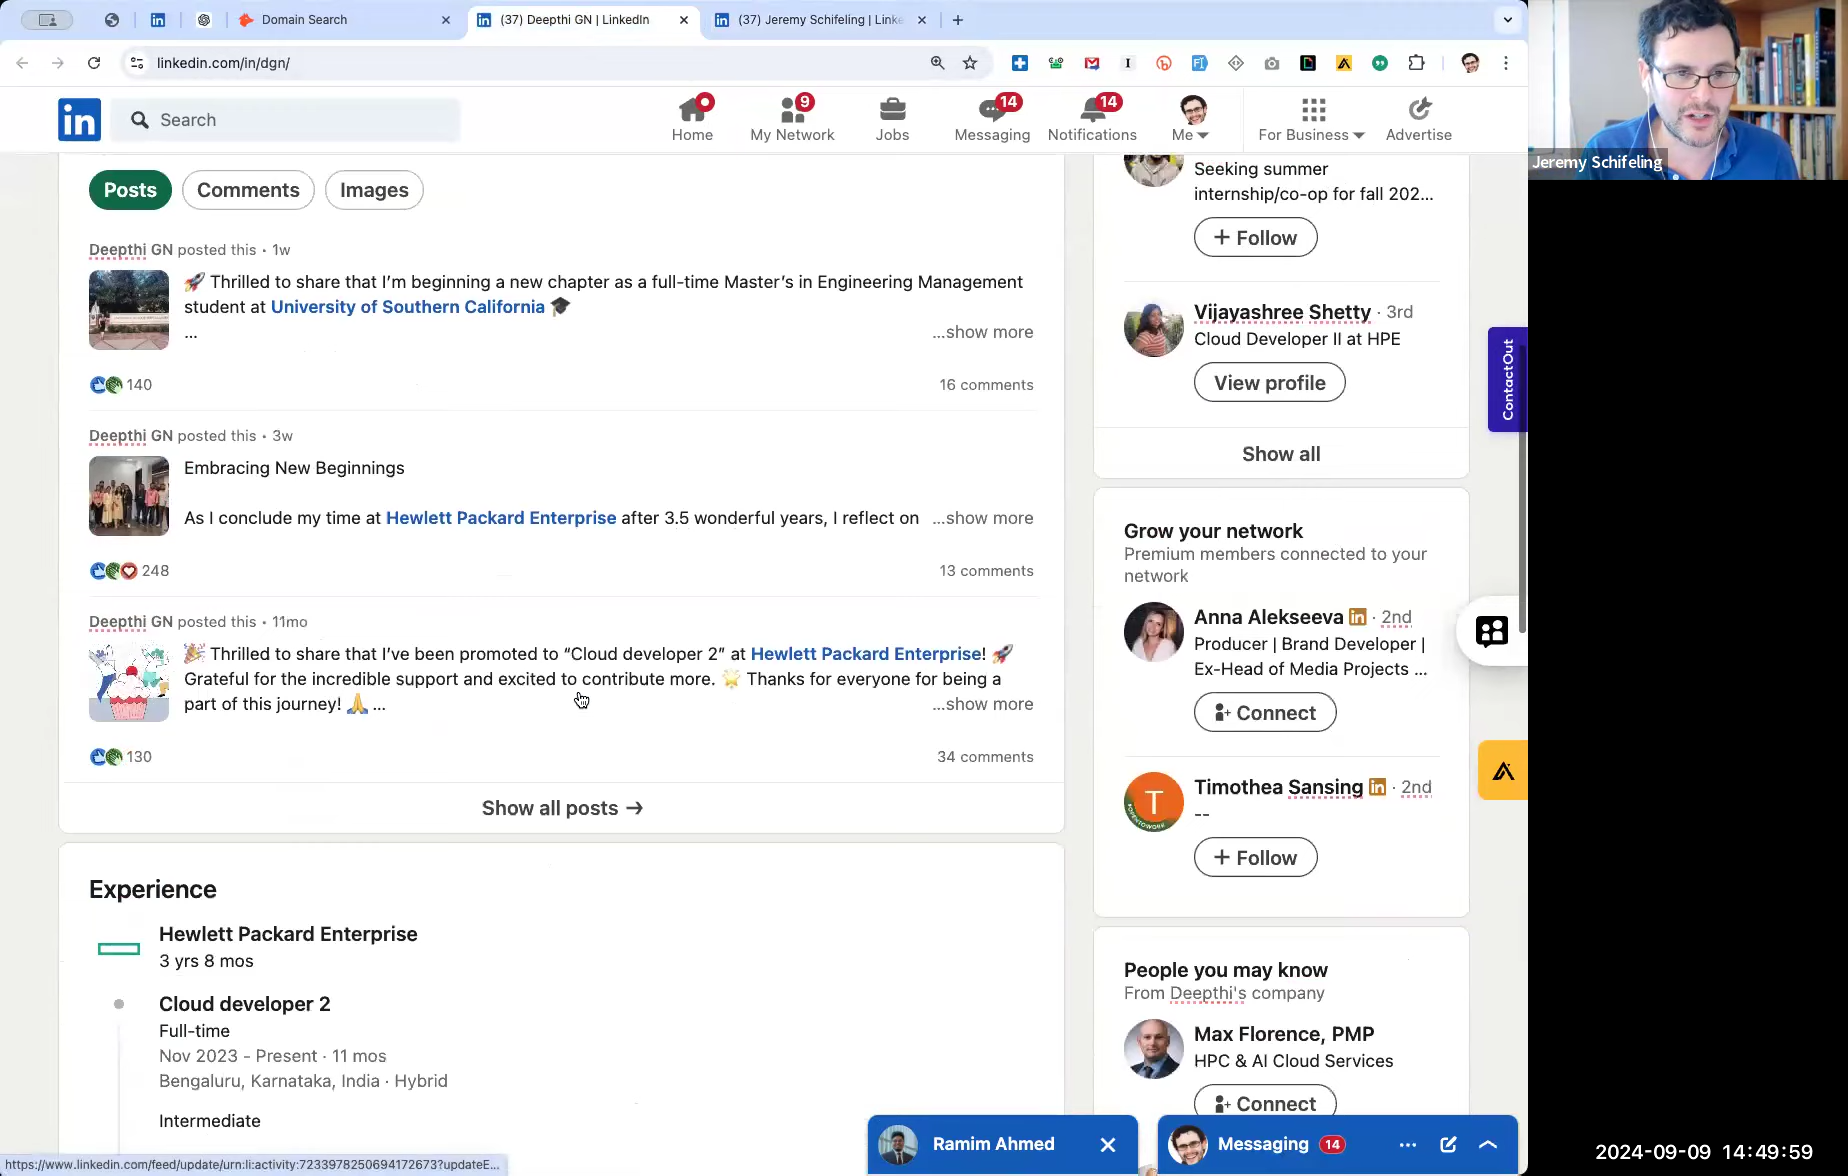 Domain Search
(37) Deepthi GN | LinkedIn
(37) Jeremy Schifeling | Linke
linkedin.com/in/dgn/
Search
Home
9
My Network
Jobs
14
Messaging
14
Notifications
Me
For Business
Advertise
Jeremy Schifeling
Posts
Comments
Images
Deepthi GN posted this • 1w
🚀 Thrilled to share that I’m beginning a new chapter as a full-time Master’s in Engineering Management
student at University of Southern California 🎓
...
...show more
140
16 comments
Deepthi GN posted this • 3w
Embracing New Beginnings
As I conclude my time at Hewlett Packard Enterprise after 3.5 wonderful years, I reflect on
...show more
248
13 comments
Deepthi GN posted this • 11mo
🎉 Thrilled to share that I’ve been promoted to “Cloud developer 2” at Hewlett Packard Enterprise! 🚀
Grateful for the incredible support and excited to contribute more. 🌟 Thanks for everyone for being a
part of this journey! 🙏 ...
...show more
130
34 comments
Show all posts →
Experience
Hewlett Packard Enterprise
3 yrs 8 mos
Cloud developer 2
Full-time
Nov 2023 - Present · 11 mos
Bengaluru, Karnataka, India · Hybrid
Intermediate
Seeking summer
internship/co-op for fall 202...
+ Follow
Vijayashree Shetty · 3rd
Cloud Developer II at HPE
View profile
Show all
Grow your network
Premium members connected to your
network
Anna Alekseeva in · 2nd
Producer | Brand Developer |
Ex-Head of Media Projects ...
Connect
T
Timothea Sansing in · 2nd
--
+ Follow
People you may know
From Deepthi's company
Max Florence, PMP
HPC & AI Cloud Services
Connect
ContactOut
Ramim Ahmed
Messaging 14
https://www.linkedin.com/feed/update/urn:li:activity:7233978250694172673?updateE...
2024-09-09 14:49:59